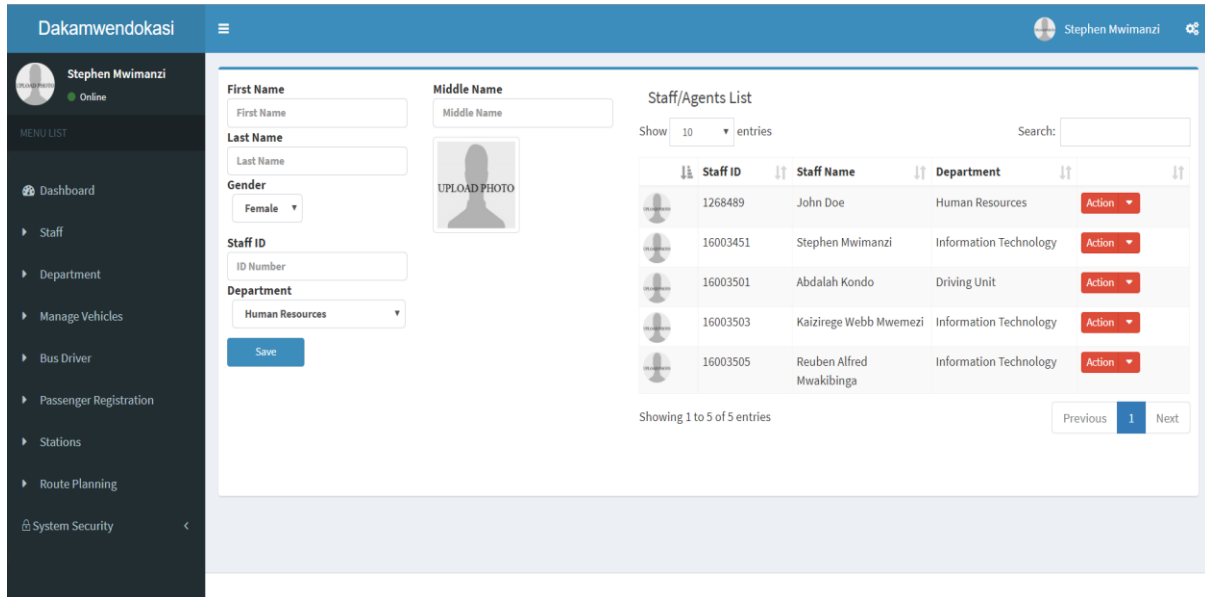 Dakamwendokasi
Stephen Mwimanzi
Stephen Mwimanzi
Online
MENU LIST
Dashboard
Staff
Department
Manage Vehicles
Bus Driver
Passenger Registration
Stations
Route Planning
System Security
First Name
First Name
Middle Name
Middle Name
Last Name
Last Name
Gender
Female
UPLOAD PHOTO
Staff ID
ID Number
Department
Human Resources
Save
Staff/Agents List
Show 10 entries
Search:
Staff ID Staff Name Department
1268489 John Doe Human Resources Action
16003451 Stephen Mwimanzi Information Technology Action
16003501 Abdalah Kondo Driving Unit Action
16003503 Kaizirege Webb Mwemezi Information Technology Action
16003505 Reuben Alfred Information Technology Action
Mwakibinga
Showing 1 to 5 of 5 entries
Previous 1 Next